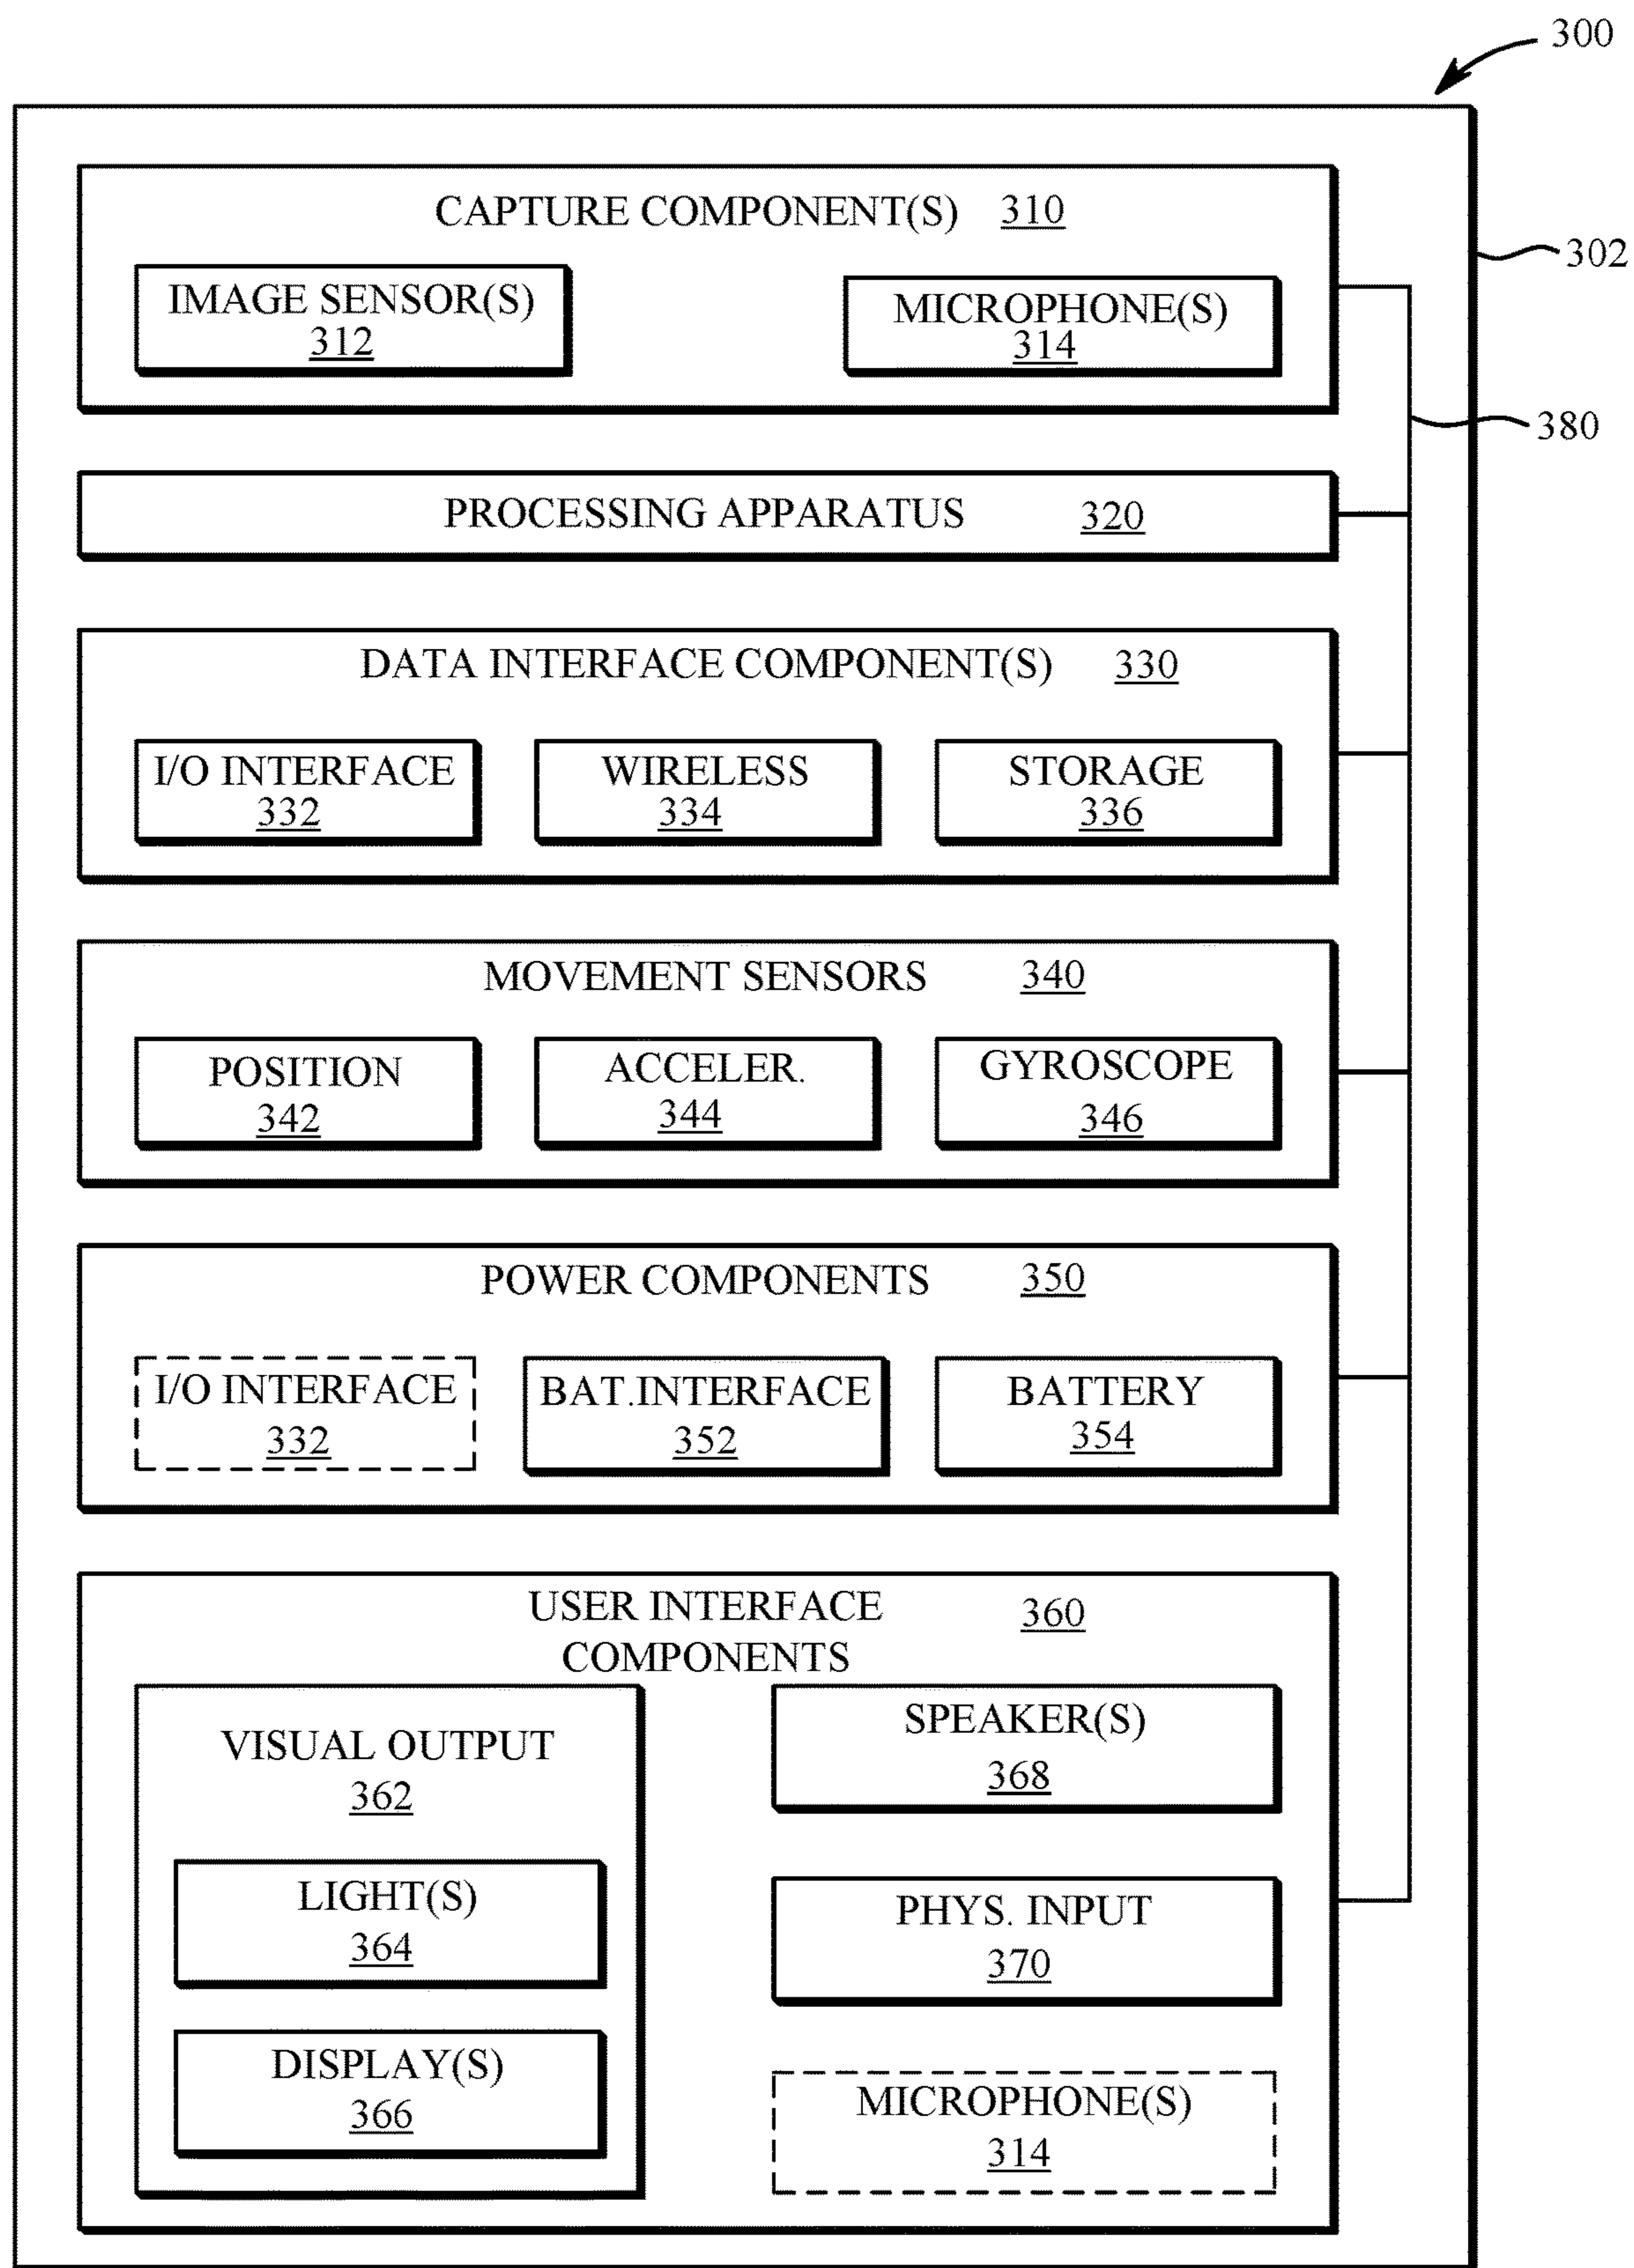 300
CAPTURE COMPONENT(S) 310
302
IMAGE SENSOR(S)
312
MICROPHONE(S)
314
380
PROCESSING APPARATUS 320
DATA INTERFACE COMPONENT(S) 330
I/O INTERFACE
332
WIRELESS
334
STORAGE
336
MOVEMENT SENSORS 340
POSITION
342
ACCELER.
344
GYROSCOPE
346
POWER COMPONENTS 350
I/O INTERFACE
332
BAT.INTERFACE
352
BATTERY
354
USER INTERFACE 360
COMPONENTS
VISUAL OUTPUT
362
LIGHT(S)
364
DISPLAY(S)
366
SPEAKER(S)
368
PHYS. INPUT
370
MICROPHONE(S)
314